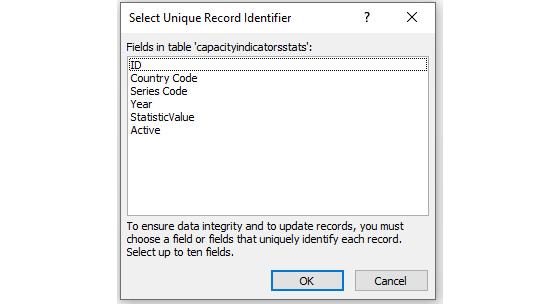 Select Unique Record Identifier
?
Fields in table 'capacityindicatorsstats':
ID
Country Code
Series Code
Year
StatisticValue
Active
To ensure data integrity and to update records, you must
choose a field or fields that uniquely identify each record.
Select up to ten fields.
OK Cancel